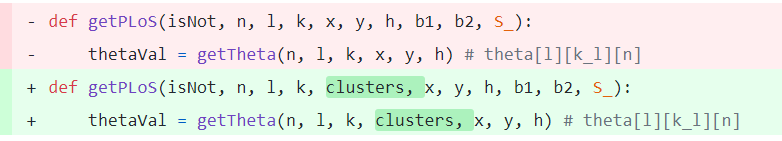 - def getPLoS(isNot, n, l, k, x, y, h, b1, b2, S_):
-     thetaVal = getTheta(n, l, k, x, y, h) # theta[l][k_l][n]
+ def getPLoS(isNot, n, l, k, clusters, x, y, h, b1, b2, S_):
+     thetaVal = getTheta(n, l, k, clusters, x, y, h) # theta[l][k_l][n]